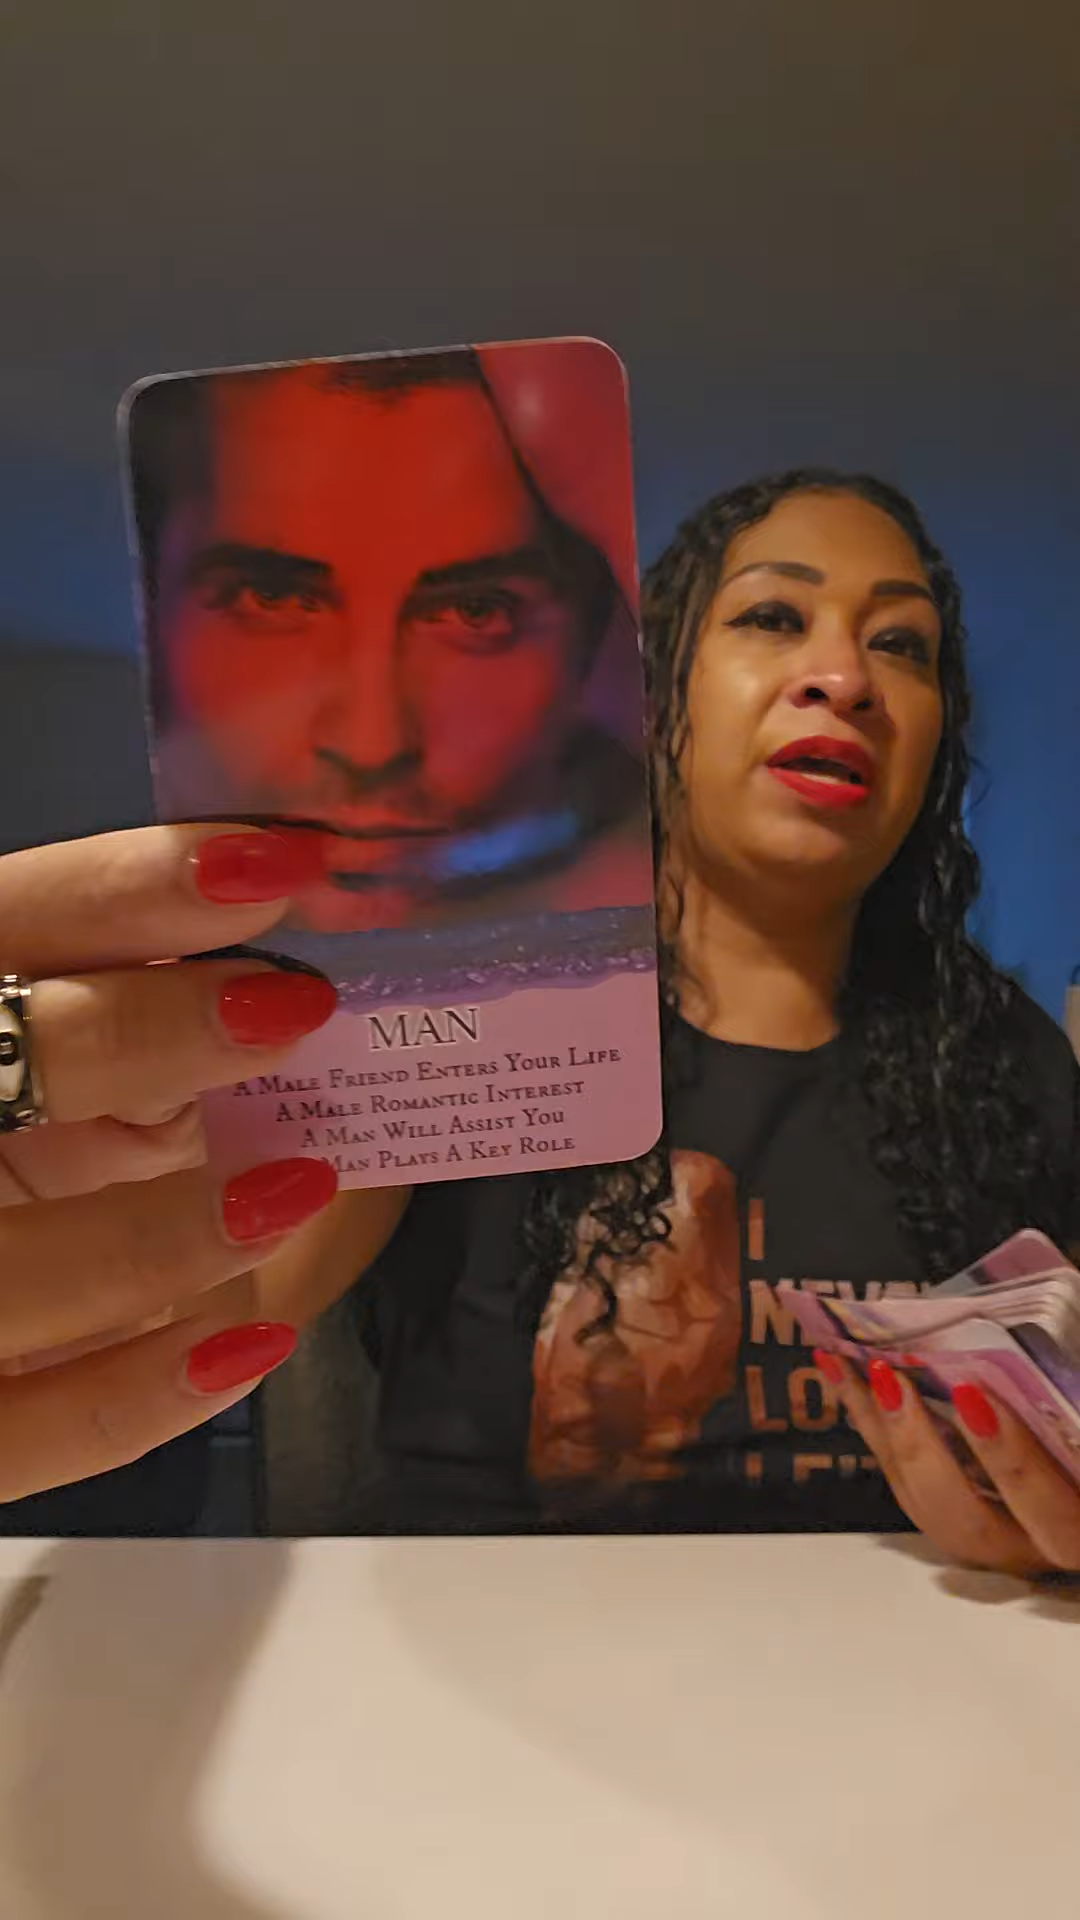 MAN
A MALE FRIEND ENTERS YOUR LIFE
A MALE ROMANTIC INTEREST
A MAN WILL ASSIST YOU
MAN PLAYS A KEY ROLE
I